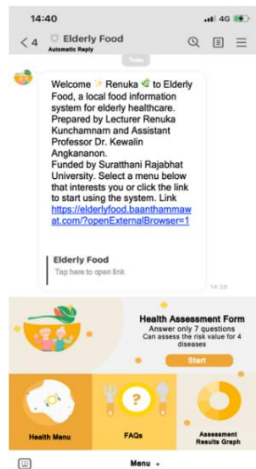 14:40
4G
< 4
Elderly Food
Automatic Reply
Today
Welcome Renuka to Elderly
Food, a local food information
system for elderly healthcare.
Prepared by Lecturer Renuka
Kunchamnarn and Assistant
Professor Dr. Kewalin
Angkananon.
Funded by Suratthani Rajabhat
University. Select a menu below
that interests you or click the link
to start using the system. Link
https://elderlyfood.baanthammaw
at.com/?openExternalBrowser=1
Elderly Food
Tap here to open link
14:38
Health Assessment Form
Answer only 7 questions
Can assess the risk value for 4
diseases
Start
?
Health Menu
FAQs
Assessment
Results Graph
Menu